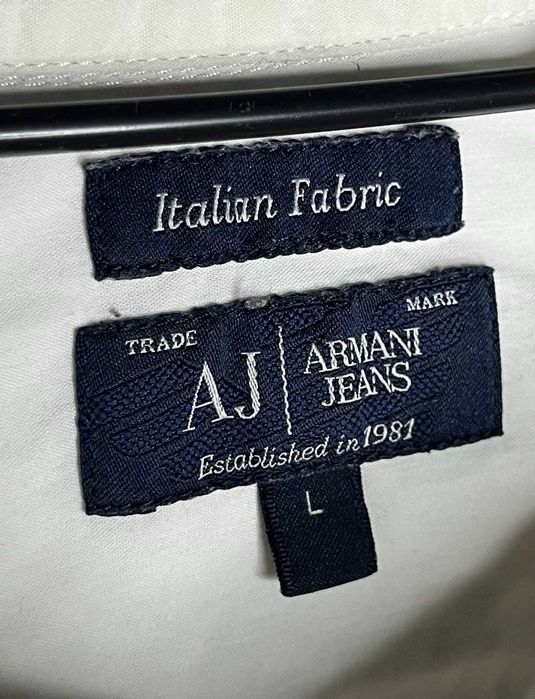 Italian Fabric
TRADE MARK
AJ ARMANI
JEANS
Established in 1981
L